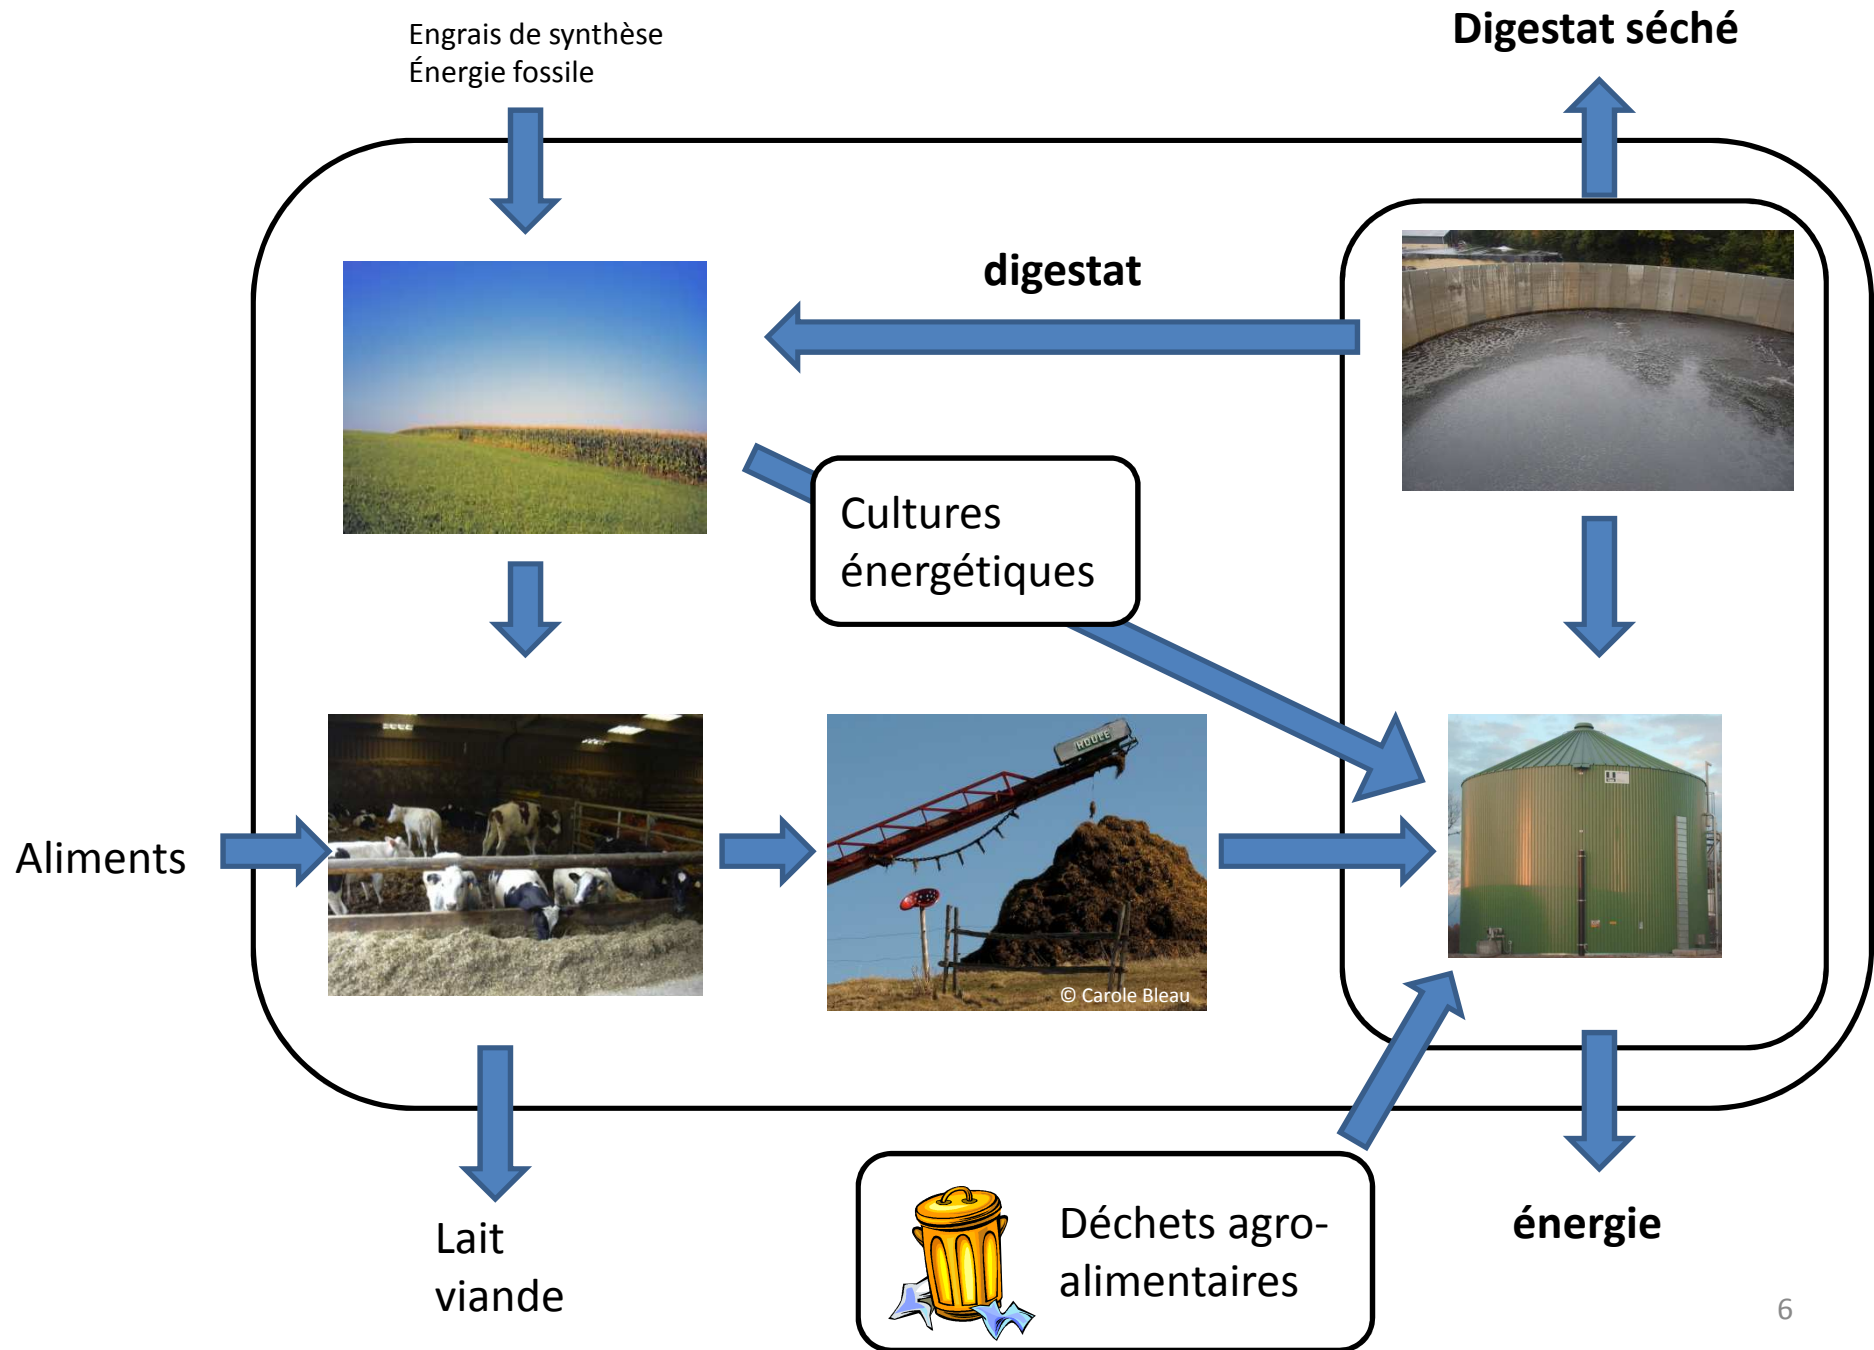 Engrais de synthèse
Énergie fossile
Digestat séché
digestat
Cultures
énergétiques
HOULE
Aliments
© Carole Bleau
Lait
viande
Déchets agro-
alimentaires
énergie
6